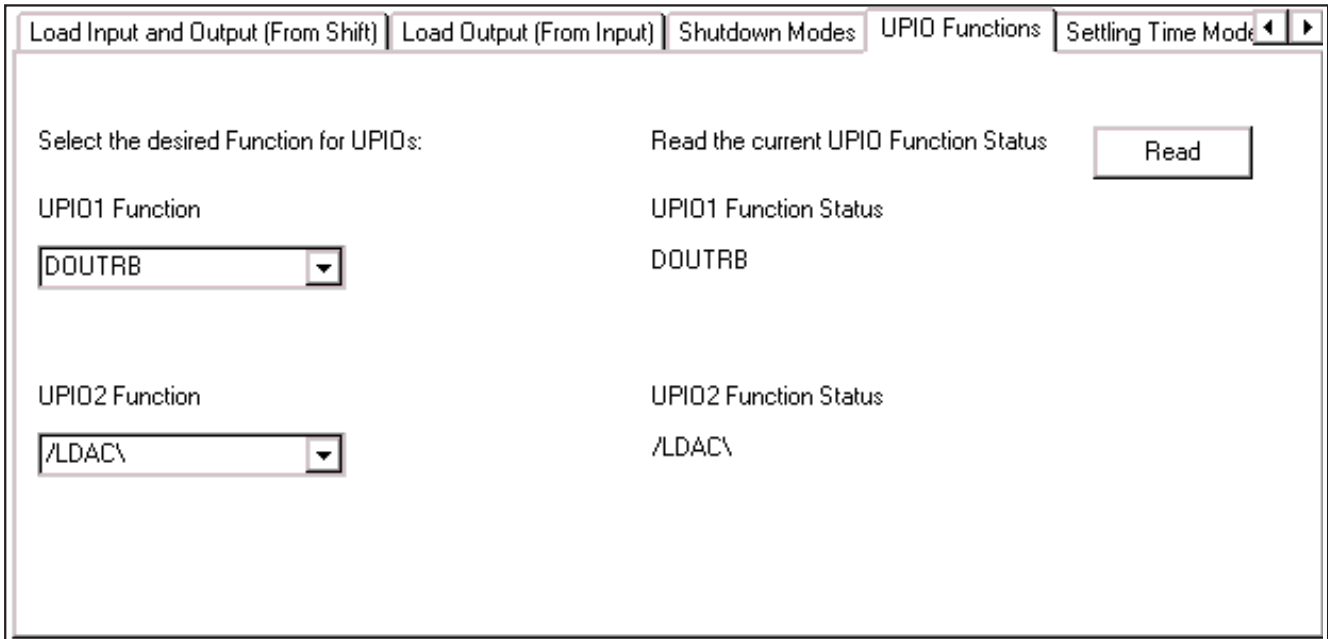 Load Input and Output (From Shift) Load Output (From Input) Shutdown Modes UPIO Functions Settling Time Mode
Select the desired Function for UPIOs: Read the current UPIO Function Status Read
UPIO1 Function UPIO1 Function Status
DOUTRB DOUTRB
UPIO2 Function UPIO2 Function Status
/LDAC\ /LDAC\